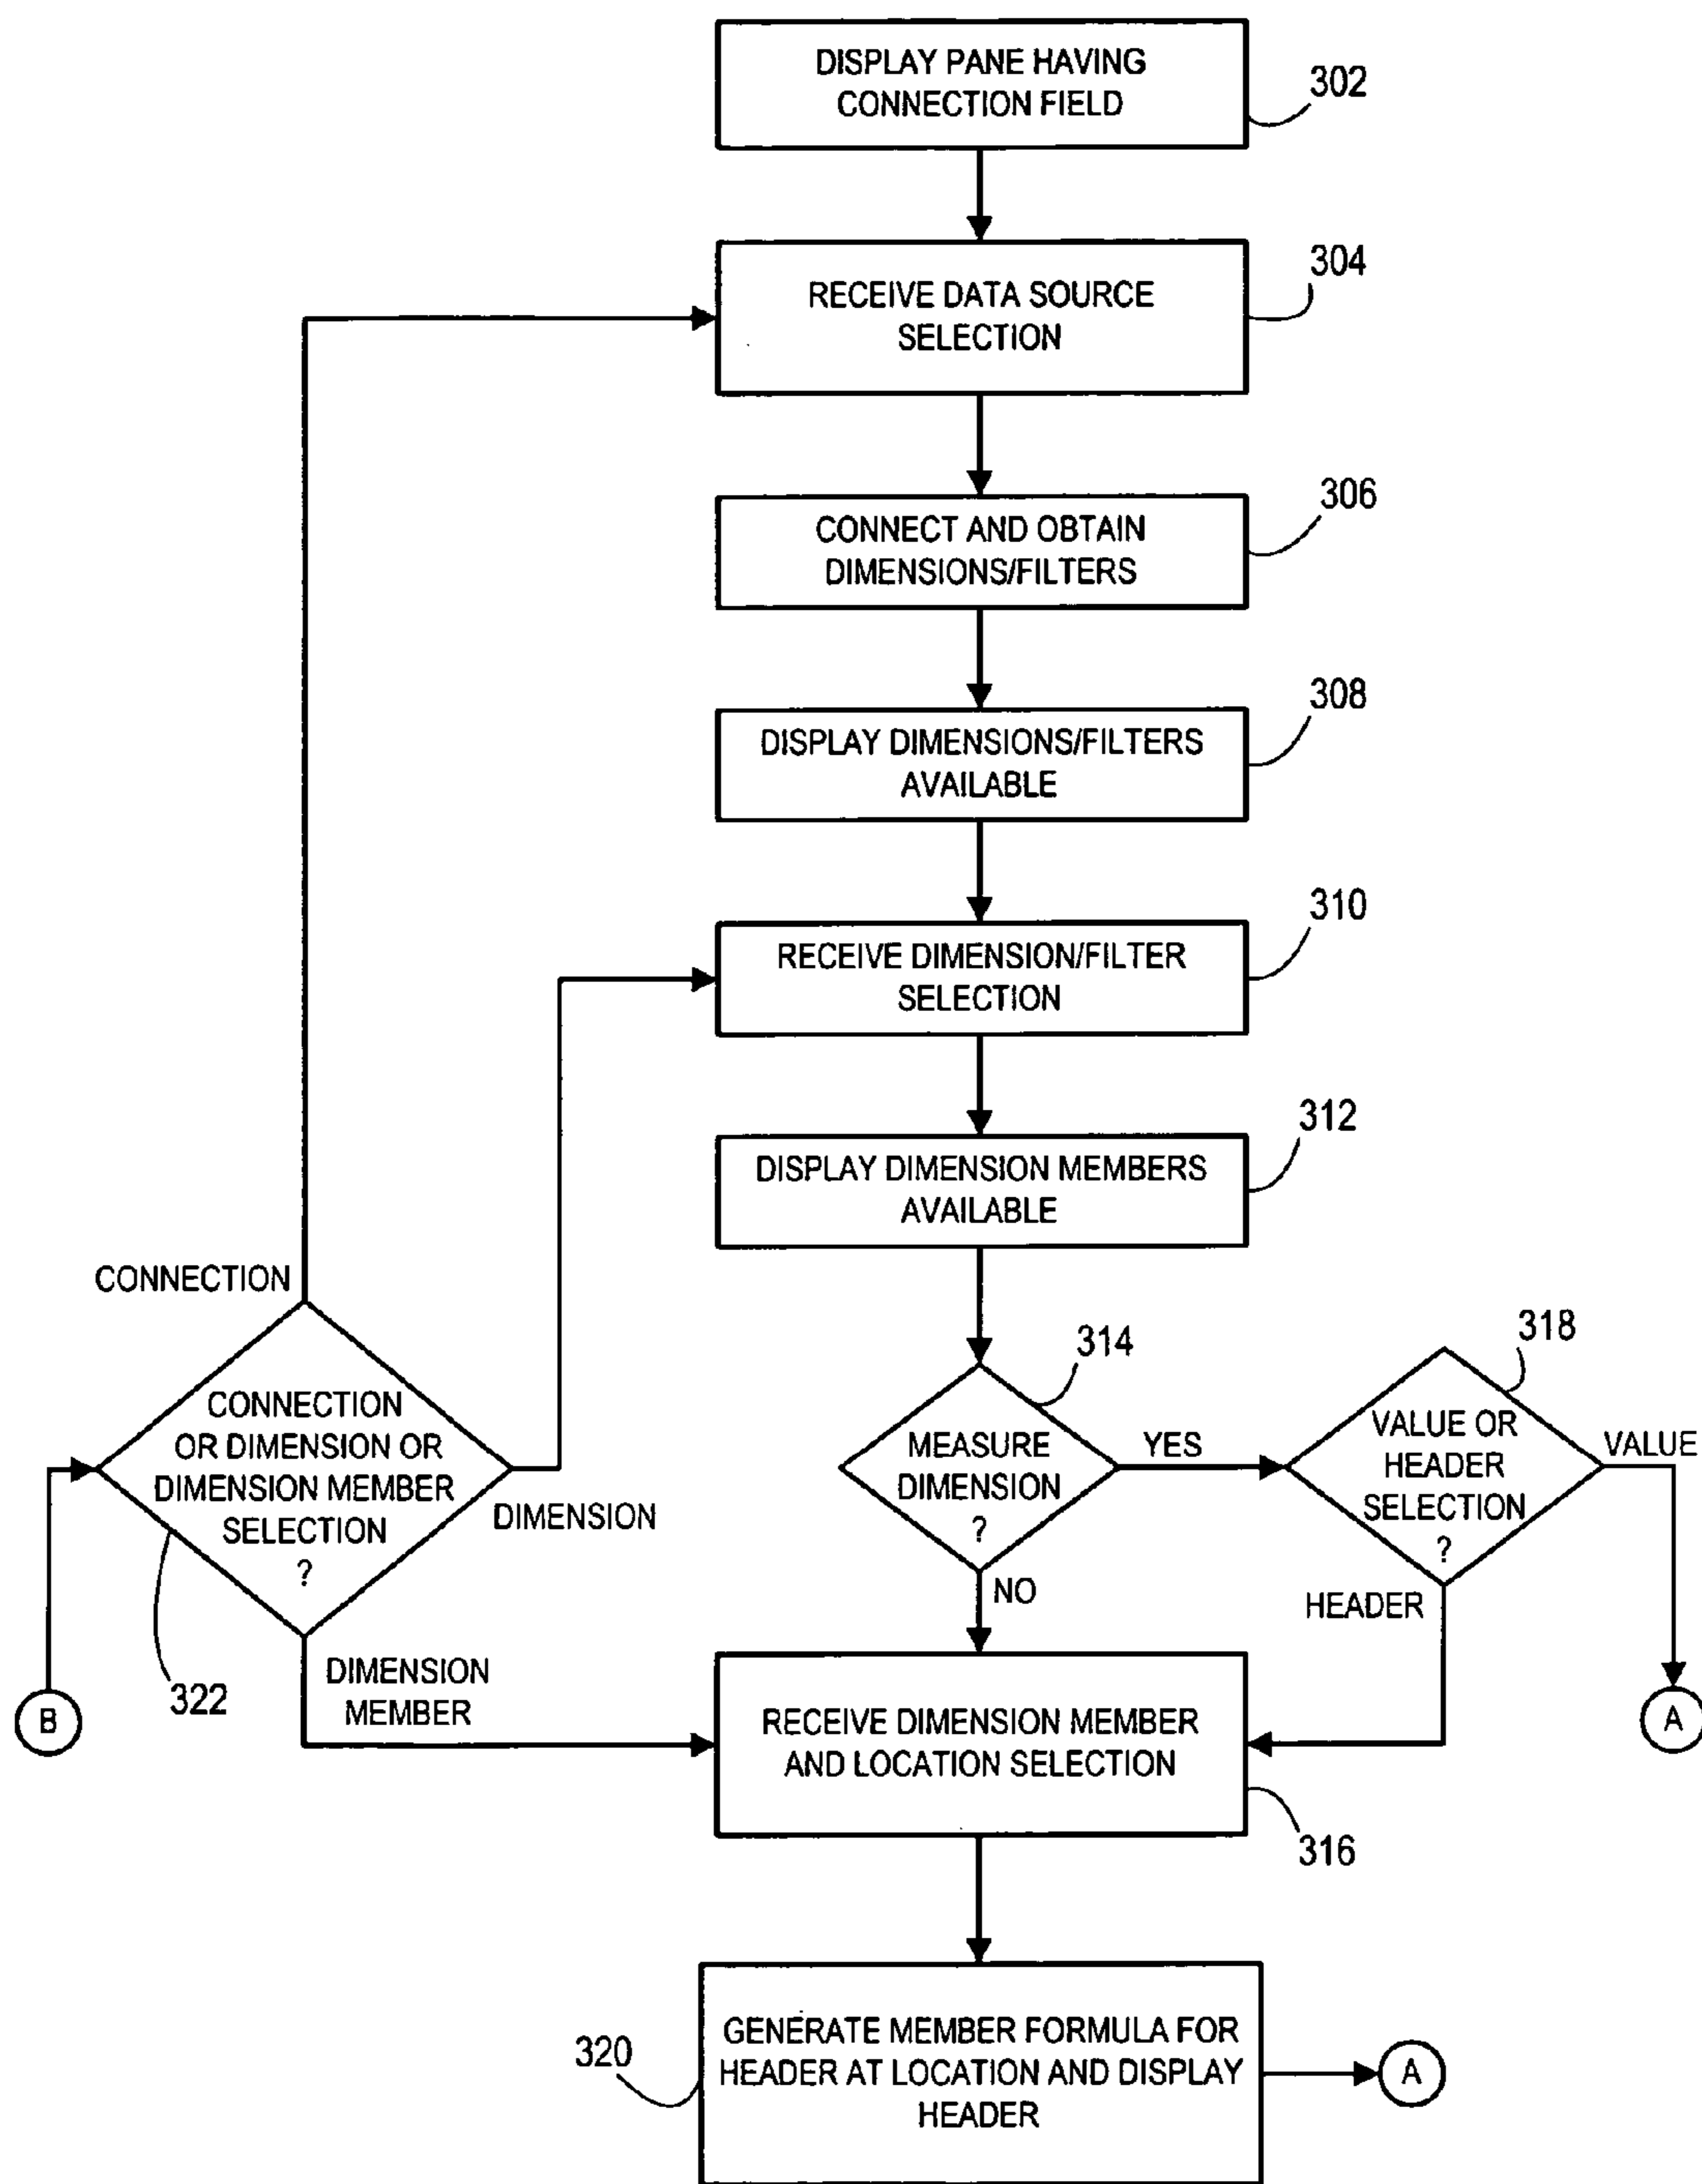 DISPLAY PANE HAVING
CONNECTION FIELD
302
RECEIVE DATA SOURCE
SELECTION
304
CONNECT AND OBTAIN
DIMENSIONS/FILTERS
306
DISPLAY DIMENSIONS/FILTERS
AVAILABLE
308
RECEIVE DIMENSION/FILTER
SELECTION
310
DISPLAY DIMENSION MEMBERS
AVAILABLE
312
CONNECTION
CONNECTION
OR DIMENSION OR
DIMENSION MEMBER
SELECTION
?
DIMENSION
322
DIMENSION
MEMBER
B
314
MEASURE
DIMENSION
?
YES
NO
318
VALUE OR
HEADER
SELECTION
?
VALUE
HEADER
A
RECEIVE DIMENSION MEMBER
AND LOCATION SELECTION
316
320
GENERATE MEMBER FORMULA FOR
HEADER AT LOCATION AND DISPLAY
HEADER
A